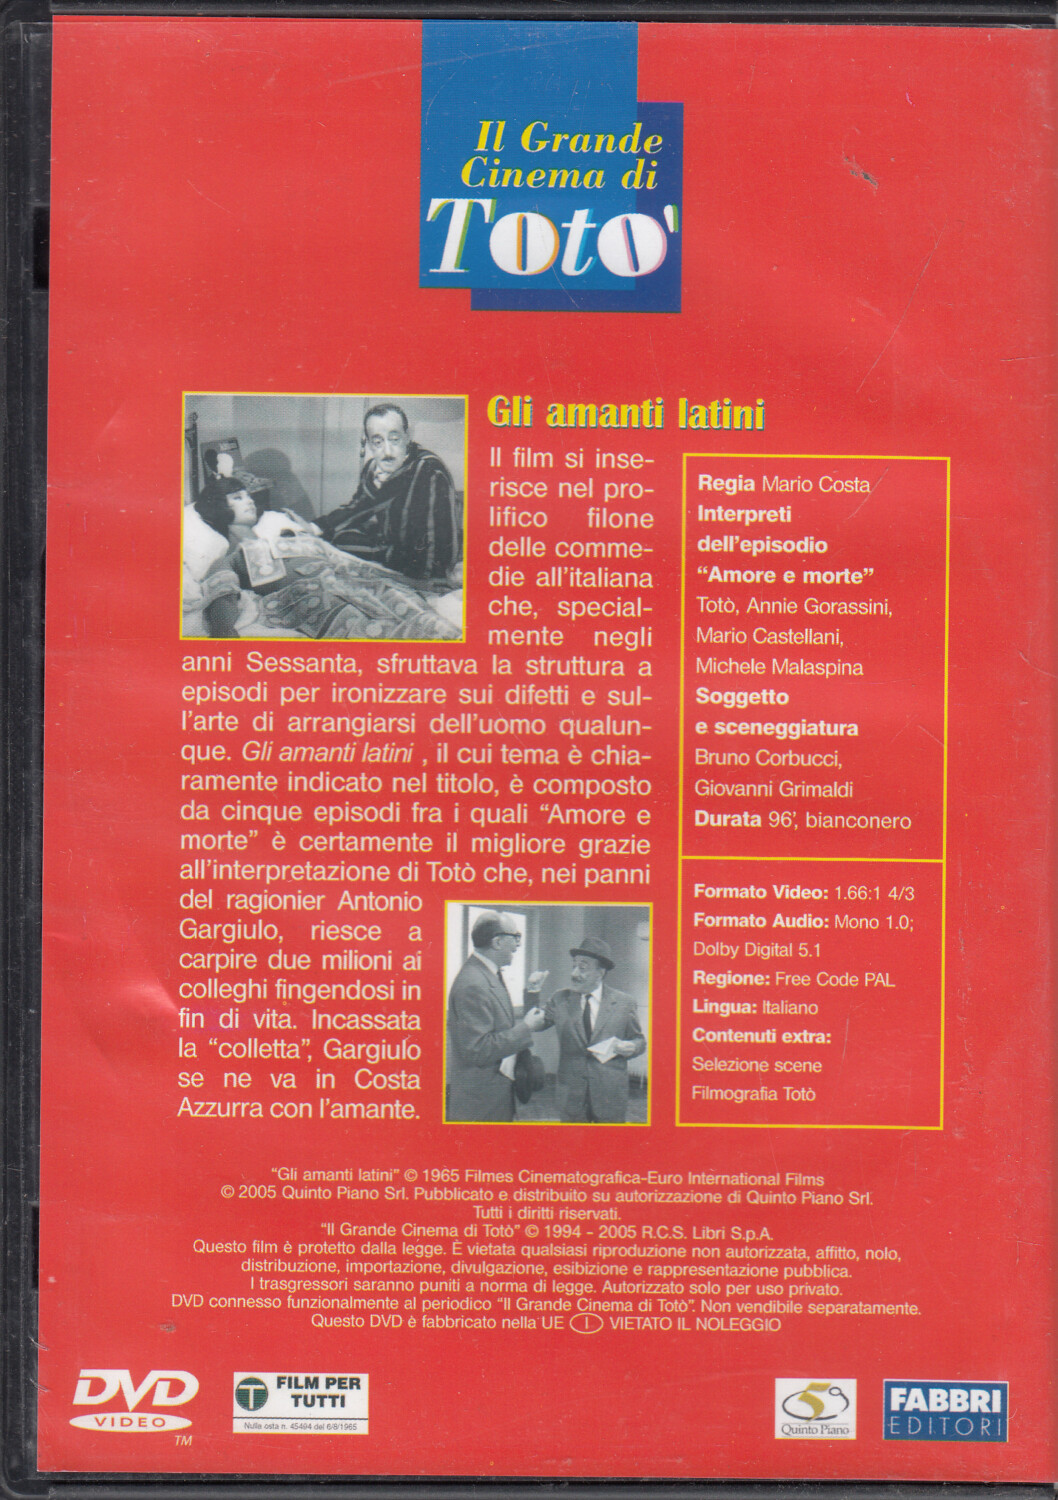 Il Grande
Cinema di
Totò
Gli amanti latini
Il film si inse-
risce nel pro-
lifico filone
delle comme-
die all'italiana
che, special-
mente negli
anni Sessanta, sfruttava la struttura a
episodi per ironizzare sui difetti e sul-
l'arte di arrangiarsi dell'uomo qualun-
que. Gli amanti latini , il cui tema è chia-
ramente indicato nel titolo, è composto
da cinque episodi fra i quali “Amore e
morte” è certamente il migliore grazie
all'interpretazione di Totò che, nei panni
del ragionier Antonio
Gargiulo, riesce a
carpire due milioni ai
colleghi fingendosi in
fin di vita. Incassata
la “colletta”, Gargiulo
se ne va in Costa
Azzurra con l'amante.
Regia Mario Costa
Interpreti
dell'episodio
“Amore e morte”
Totò, Annie Gorassini,
Mario Castellani,
Michele Malaspina
Soggetto
e sceneggiatura
Bruno Corbucci,
Giovanni Grimaldi
Durata 96', bianconero
Formato Video: 1.66:1 4/3
Formato Audio: Mono 1.0;
Dolby Digital 5.1
Regione: Free Code PAL
Lingua: Italiano
Contenuti extra:
Selezione scene
Filmografia Totò
“Gli amanti latini” © 1965 Filmes Cinematografica-Euro International Films
© 2005 Quinto Piano Srl. Pubblicato e distribuito su autorizzazione di Quinto Piano Srl.
Tutti i diritti riservati.
“Il Grande Cinema di Totò” © 1994 - 2005 R.C.S. Libri S.p.A.
Questo film è protetto dalla legge. È vietata qualsiasi riproduzione non autorizzata, affitto, nolo,
distribuzione, importazione, divulgazione, esibizione e rappresentazione pubblica.
I trasgressori saranno puniti a norma di legge. Autorizzato solo per uso privato.
DVD connesso funzionalmente al periodico “Il Grande Cinema di Totò”. Non vendibile separatamente.
Questo DVD è fabbricato nella UE I VIETATO IL NOLEGGIO
DVD
VIDEO
TM
T
FILM PER
TUTTI
Nulla osta n. 45494 del 6/8/1965
5
Quinto Piano
FABBRI
EDITORI